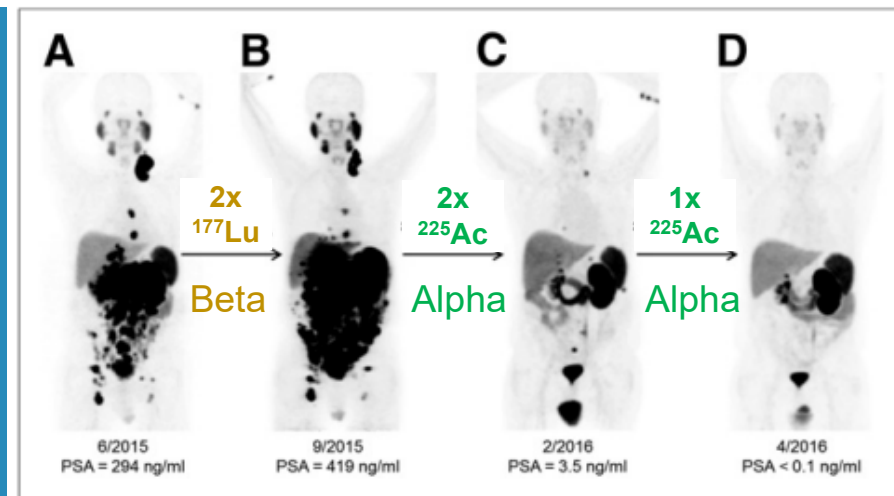 A
B
C
D
2x
177Lu
Beta
2x
225Ac
Alpha
1x
225Ac
Alpha
6/2015
PSA = 294 ng/ml
9/2015
PSA = 419 ng/ml
2/2016
PSA = 3.5 ng/ml
4/2016
PSA < 0.1 ng/ml